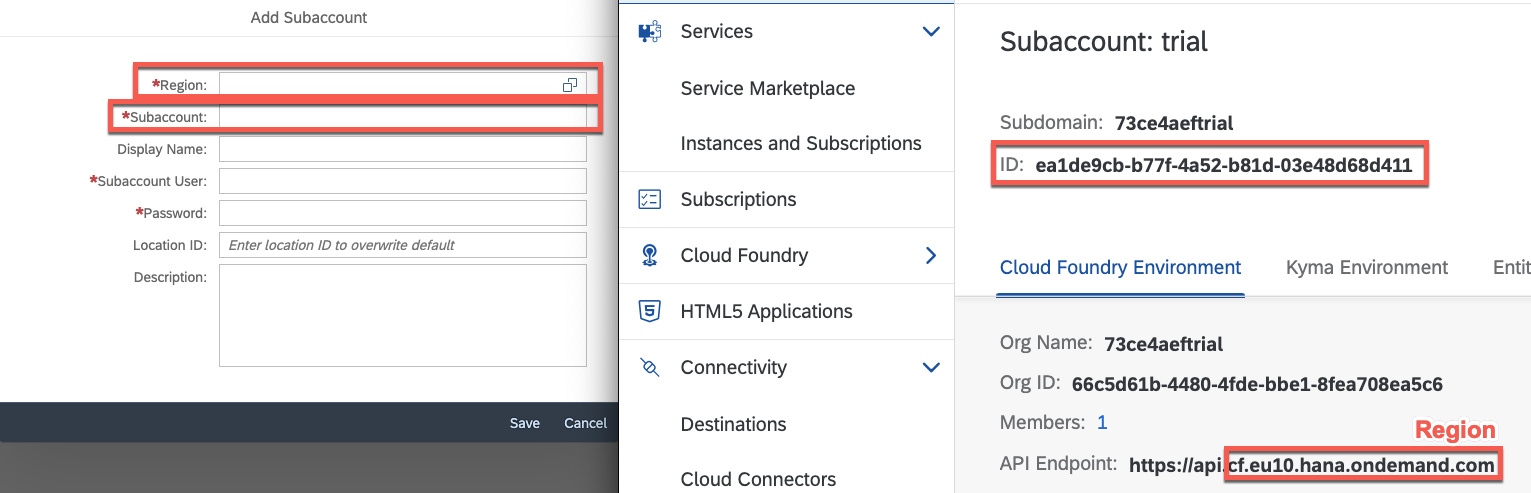 Add Subaccount
*Region:
*Subaccount:
Display Name:
*Subaccount User:
*Password:
Location ID: Enter location ID to overwrite default
Description:
Save Cancel
Services
Service Marketplace
Instances and Subscriptions
Subscriptions
Cloud Foundry
HTML5 Applications
Connectivity
Destinations
Cloud Connectors
Subaccount: trial
Subdomain: 73ce4aeftrial
ID: ea1de9cb-b77f-4a52-b81d-03e48d68d411
Cloud Foundry Environment Kyma Environment Entit
Org Name: 73ce4aeftrial
Org ID: 66c5d61b-4480-4fde-bbe1-8fea708ea5c6
Members: 1
Region
API Endpoint: https://api.cf.eu10.hana.ondemand.com